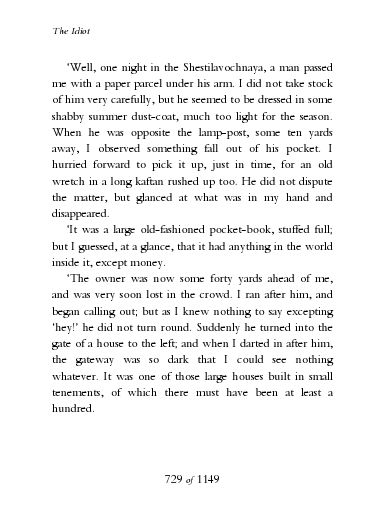 The Idiot
‘Well, one night in the Shestilavochnaya, a man passed
me with a paper parcel under his arm. I did not take stock
of him very carefully, but he seemed to be dressed in some
shabby summer dust-coat, much too light for the season.
When he was opposite the lamp-post, some ten yards
away, I observed something fall out of his pocket. I
hurried forward to pick it up, just in time, for an old
wretch in a long kaftan rushed up too. He did not dispute
the matter, but glanced at what was in my hand and
disappeared.
‘It was a large old-fashioned pocket-book, stuffed full;
but I guessed, at a glance, that it had anything in the world
inside it, except money.
‘The owner was now some forty yards ahead of me,
and was very soon lost in the crowd. I ran after him, and
began calling out; but as I knew nothing to say excepting
‘hey!’ he did not turn round. Suddenly he turned into the
gate of a house to the left; and when I darted in after him,
the gateway was so dark that I could see nothing
whatever. It was one of those large houses built in small
tenements, of which there must have been at least a
hundred.
729 of 1149